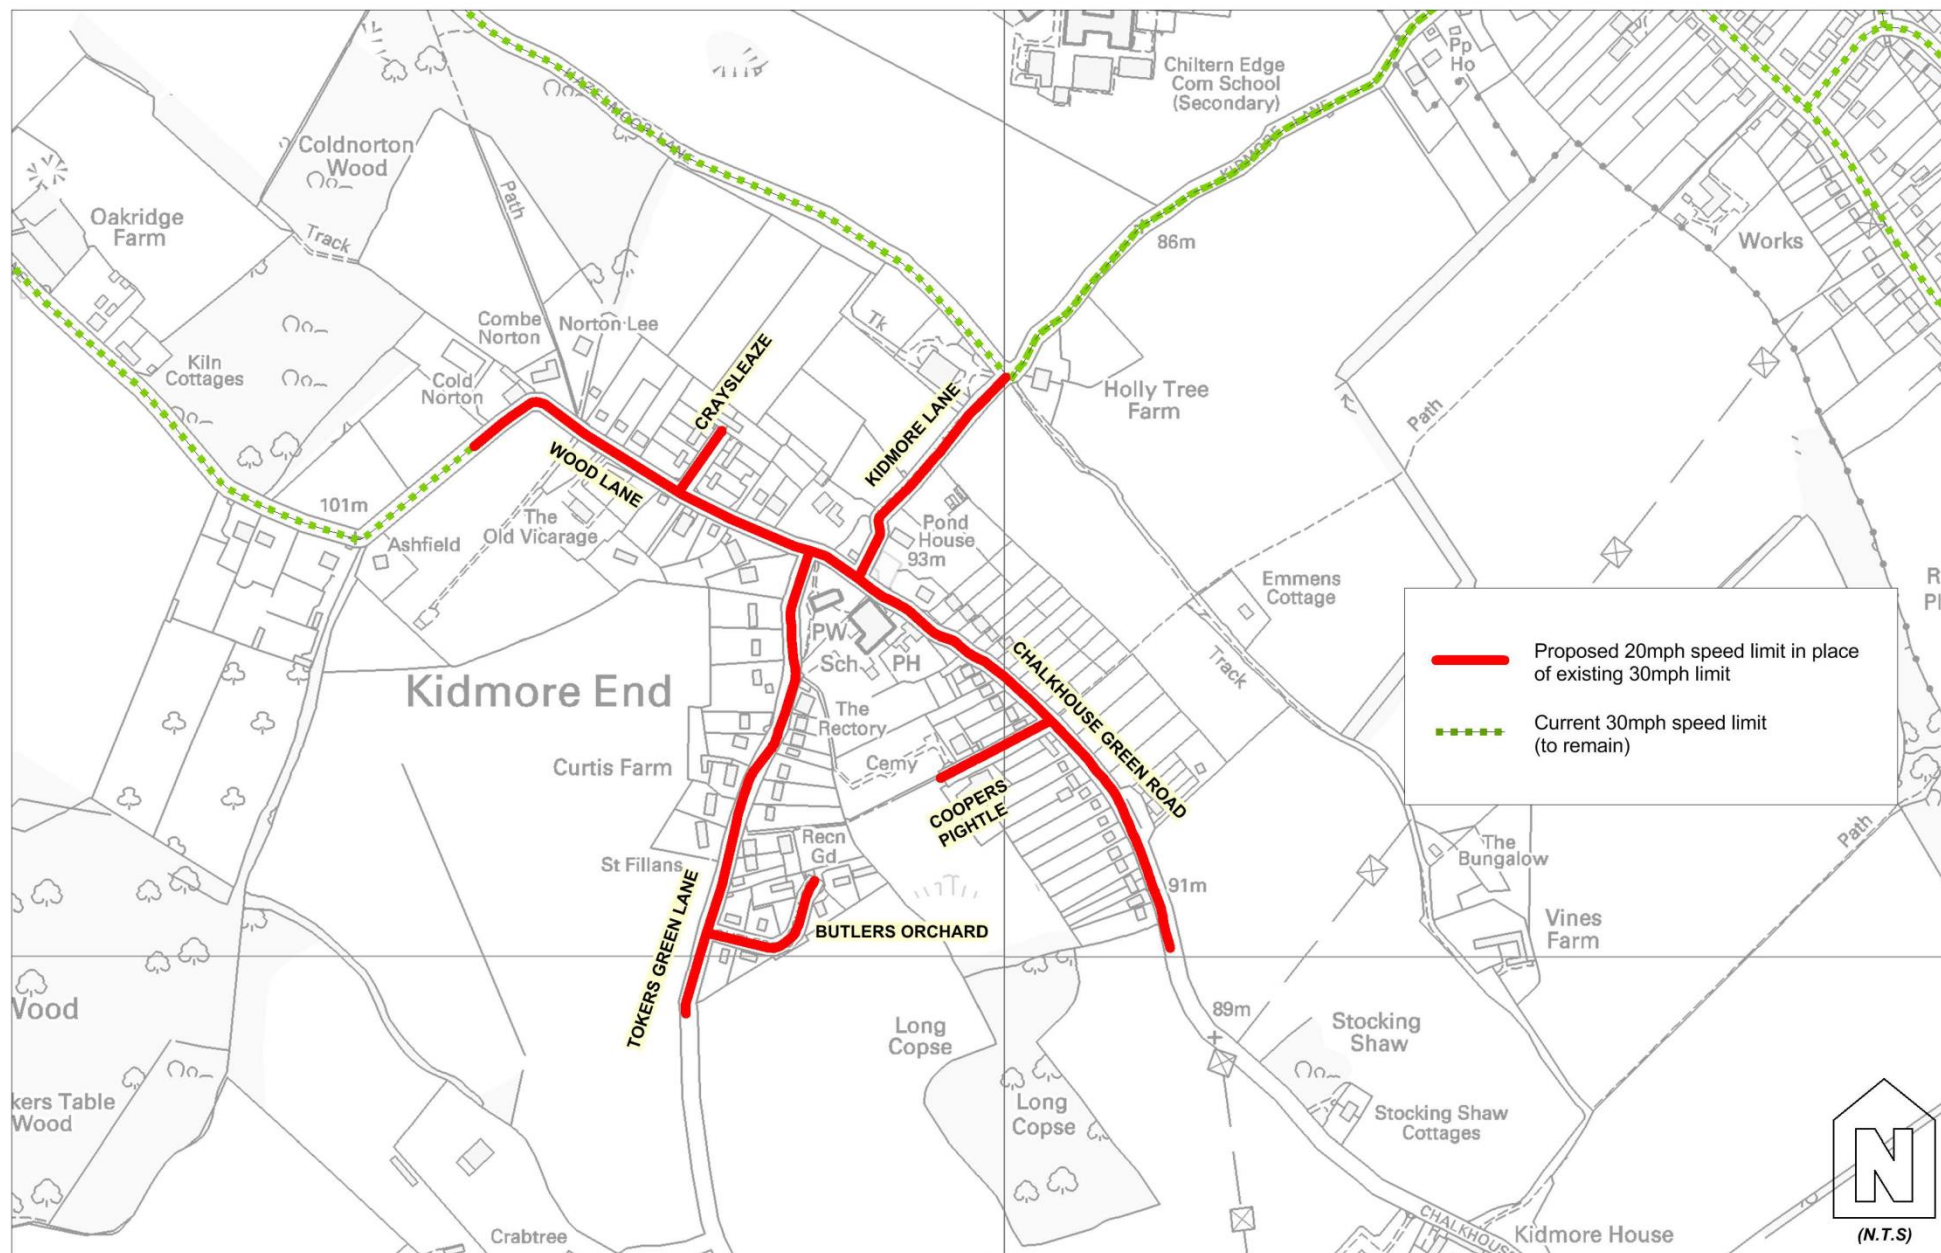 Chiltern Edge
Com School
(Secondary)
Pp
Ho
HAZELMOOR LANE
KIDMORE LANE
Coldnorton
Wood
Path
Oakridge
Farm
Track
86m
Works
Combe
Norton
Norton Lee
Tk
Kiln
Cottages
Cold
Norton
CRAYSLEAZE
KIDMORE LANE
Holly Tree
Farm
Path
WOOD LANE
101m
The
Old Vicarage
Ashfield
Pond
House
93m
Emmens
Cottage
PW
Sch
PH
Track
CHALKHOUSE GREEN ROAD
Proposed 20mph speed limit in place
of existing 30mph limit
Current 30mph speed limit
(to remain)
Kidmore End
The
Rectory
Curtis Farm
Cemy
COOPERS
PIGHTLE
Recn
Gd
St Fillans
The
Bungalow
Path
91m
TOKERS GREEN LANE
BUTLERS ORCHARD
Vines
Farm
Wood
89m
Long
Copse
Stocking
Shaw
kers Table
Wood
Long
Copse
Stocking Shaw
Cottages
Crabtree
CHALKHOUSE
Kidmore House
N
(N.T.S)